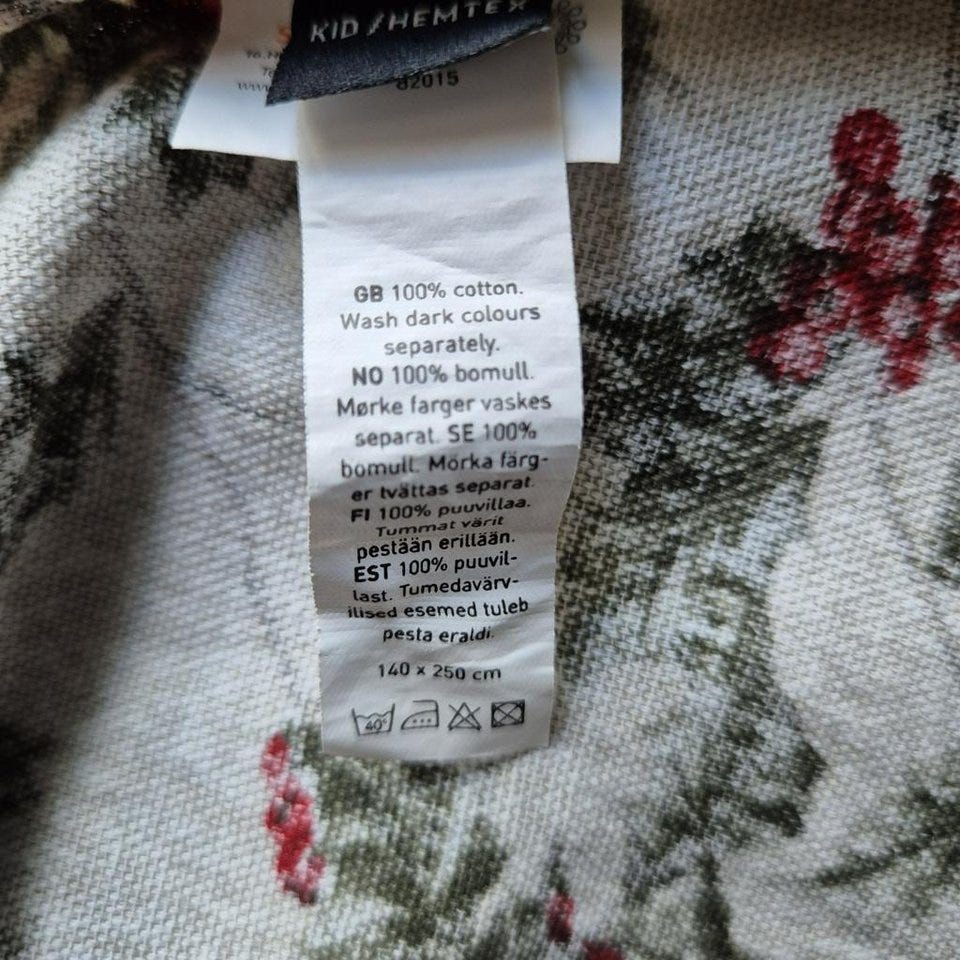 KID / HEMTEX
82015
GB 100% cotton.
Wash dark colours
separately.
NO 100% bomull.
Mørke farger vaskes
separat. SE 100%
bomull. Mörka färg-
er tvättas separat.
FI 100% puuvillaa.
Tummat värit
pestään erillään.
EST 100% puuvil-
last. Tumedavärv-
ilised esemed tuleb
pesta eraldi.
140 x 250 cm
40°